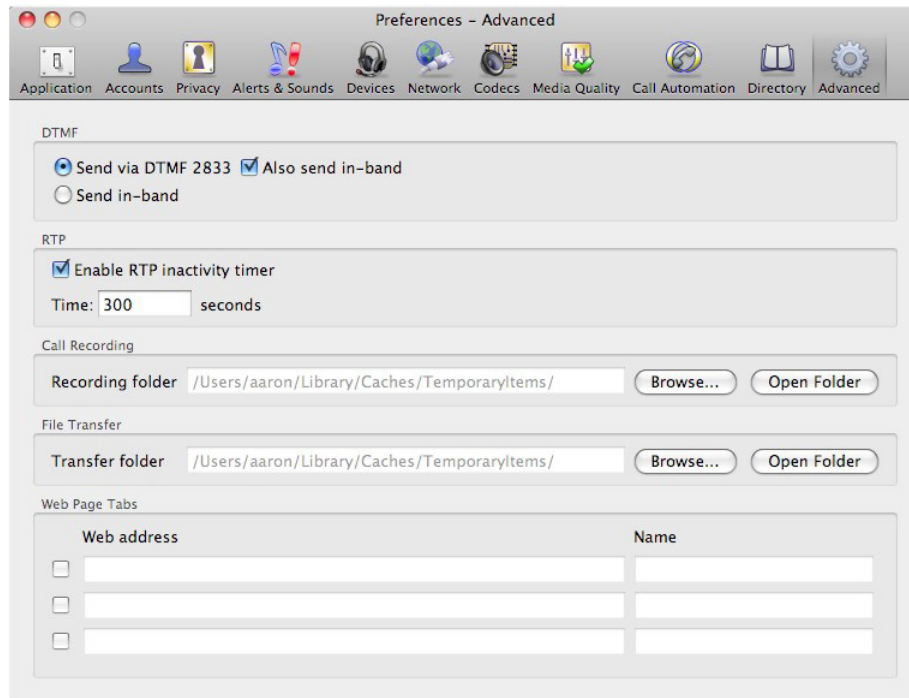 Preferences – Advanced
Application Accounts Privacy Alerts & Sounds Devices Network Codecs Media Quality Call Automation Directory Advanced
DTMF
Send via DTMF 2833 Also send in-band
Send in-band
RTP
Enable RTP inactivity timer
Time: 300 seconds
Call Recording
Recording folder /Users/aaron/Library/Caches/TemporaryItems/ Browse... Open Folder
File Transfer
Transfer folder /Users/aaron/Library/Caches/TemporaryItems/ Browse... Open Folder
Web Page Tabs
Web address Name